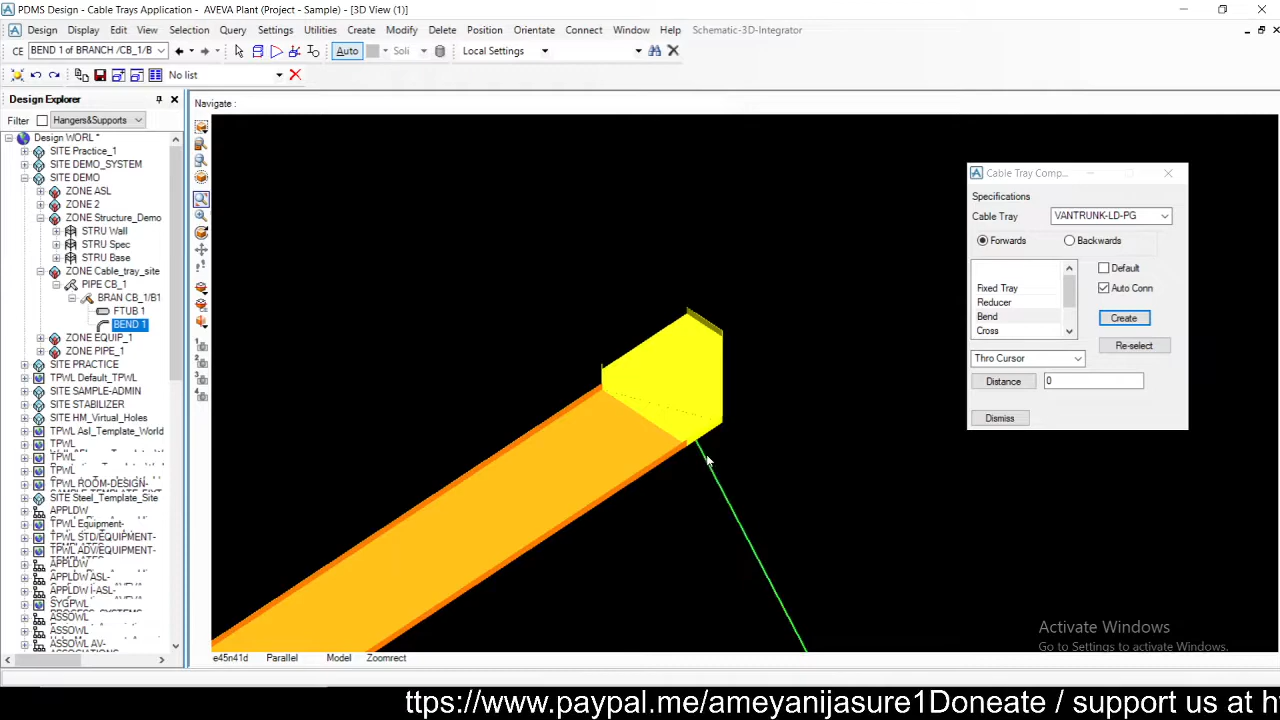 PDMS Design - Cable Trays Application - AVEVA Plant (Project - Sample) - [3D View (1)]
Design Display Edit View Selection Query Settings Utilities Create Modify Delete Position Orientate Connect Window Help Schematic-3D-Integrator
CE BEND 1 of BRANCH /CB_1/B Auto Soli Local Settings
No list
Design Explorer
Navigate :
Filter Hangers&Supports
Design WORL *
SITE Practice_1
SITE DEMO_SYSTEM
SITE DEMO
ZONE ASL
ZONE 2
ZONE Structure_Demo
STRU Wall
STRU Spec
STRU Base
ZONE Cable_tray_site
PIPE CB_1
BRAN CB_1/B1
FTUB 1
BEND 1
ZONE EQUIP_1
ZONE PIPE_1
SITE PRACTICE
TPWL Default_TPWL
SITE SAMPLE-ADMIN
SITE STABILIZER
SITE HM_Virtual_Holes
TPWL Asl_Template_World
TPWL
TPWL
TPWL
TPWL ROOM-DESIGN-
SITE Steel_Template_Site
APPLDW
TPWL Equipment-
TPWL STD/EQUIPMENT-
TPWL ADV/EQUIPMENT-
APPLDW
APPLDW ASL-
APPLDW I-ASL-
SYGPWL
ASSOWL
ASSOWL
ASSOWL AV-
Cable Tray Comp...
Specifications
Cable Tray VANTRUNK-LD-PG
Forwards Backwards
Fixed Tray
Reducer
Bend
Cross
Default
Auto Conn
Create
Re-select
Thro Cursor
Distance 0
Dismiss
Activate Windows
Go to Settings to activate Windows.
e45n41d Parallel Model Zoomrect
ttps://www.paypal.me/ameyanijasure1Doneate / support us at h